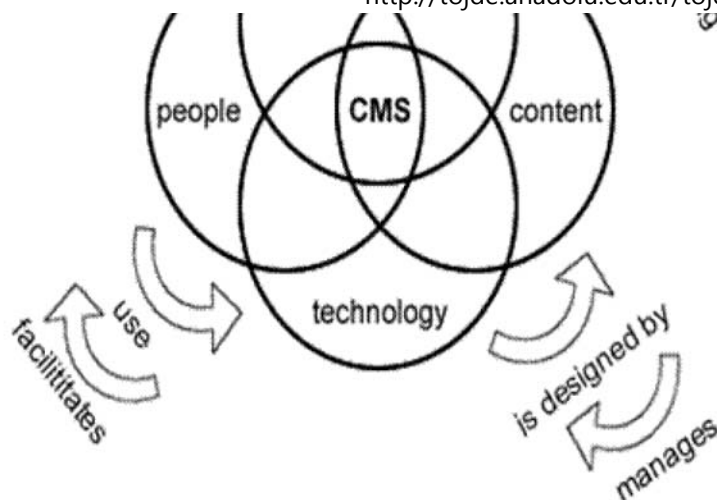 people
CMS
content
technology
use
facilititates
is designed by
manages